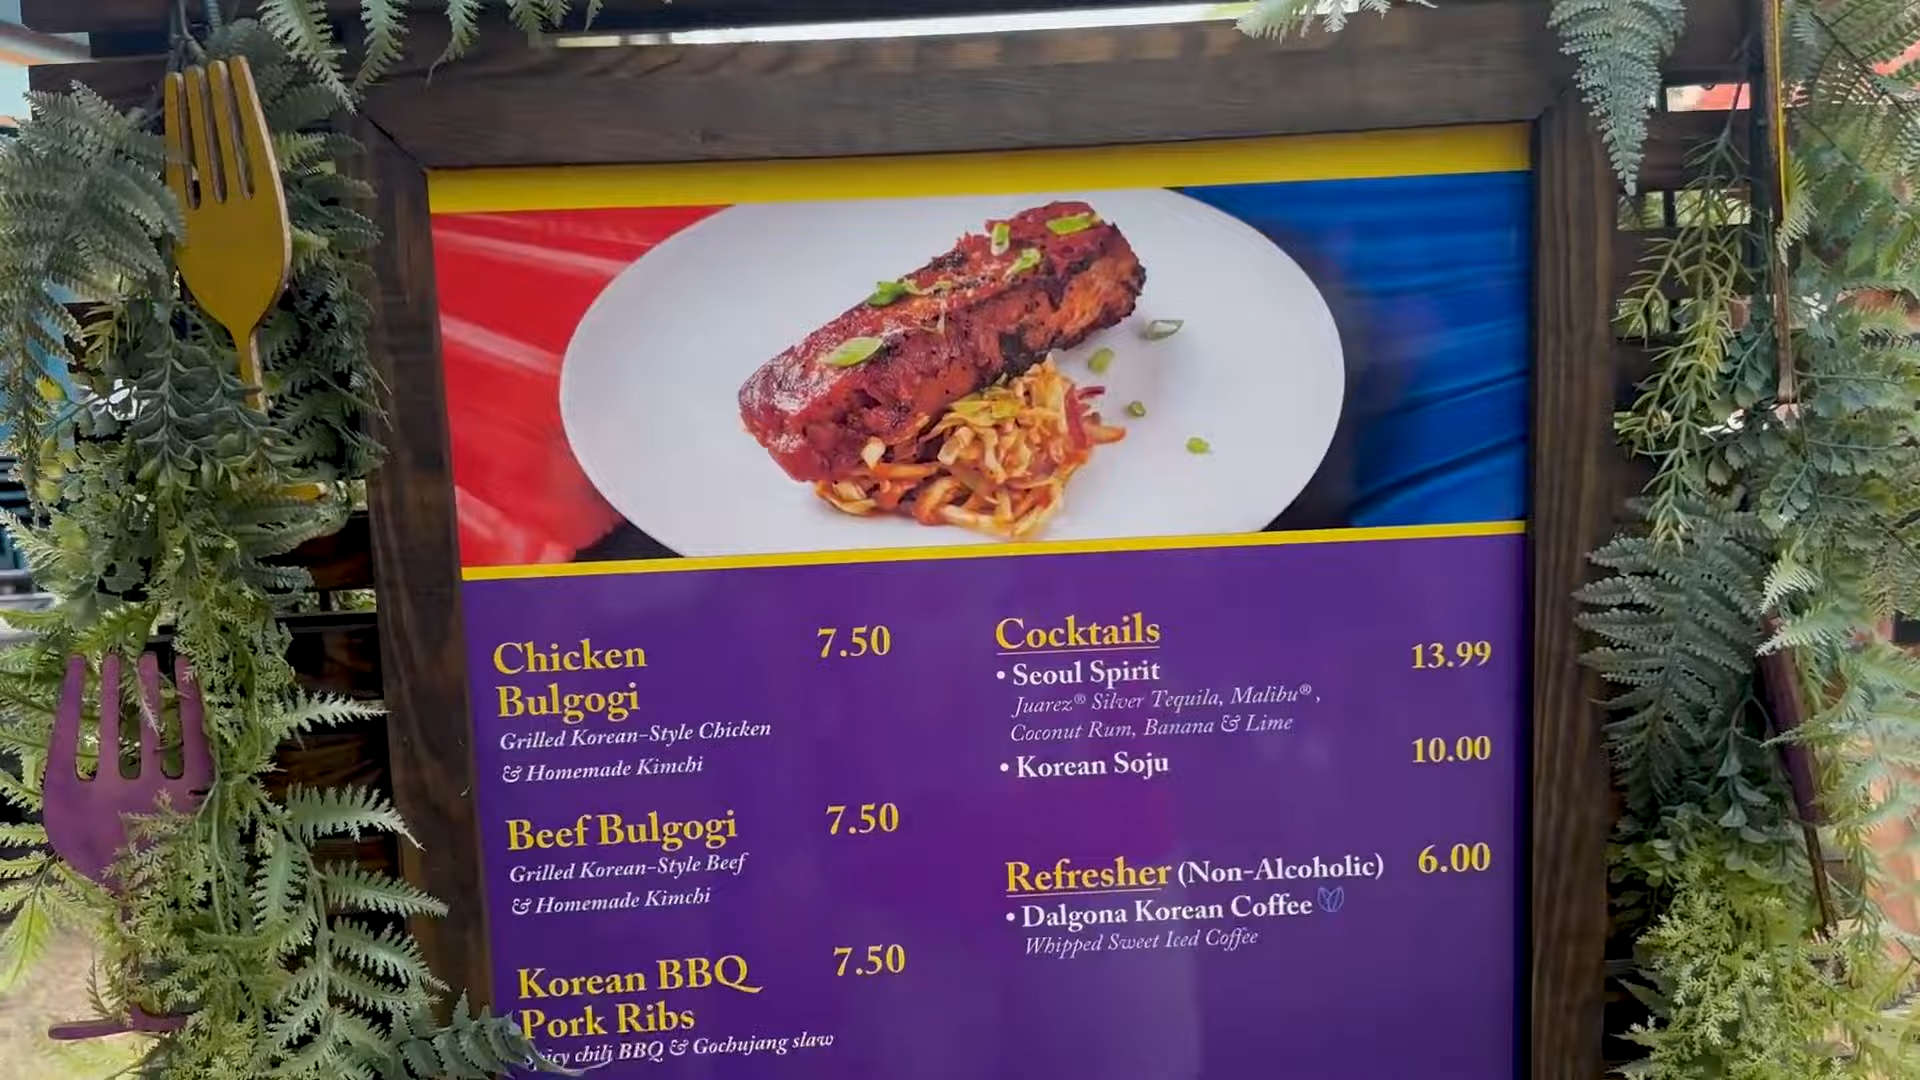 Chicken
Bulgogi
7.50
Grilled Korean-Style Chicken
& Homemade Kimchi
Beef Bulgogi
7.50
Grilled Korean-Style Beef
& Homemade Kimchi
Korean BBQ
Pork Ribs
7.50
Spicy chili BBQ & Gochujang slaw
Cocktails
• Seoul Spirit
13.99
Juarez® Silver Tequila, Malibu® ,
Coconut Rum, Banana & Lime
• Korean Soju
10.00
Refresher (Non-Alcoholic)
6.00
• Dalgona Korean Coffee
Whipped Sweet Iced Coffee